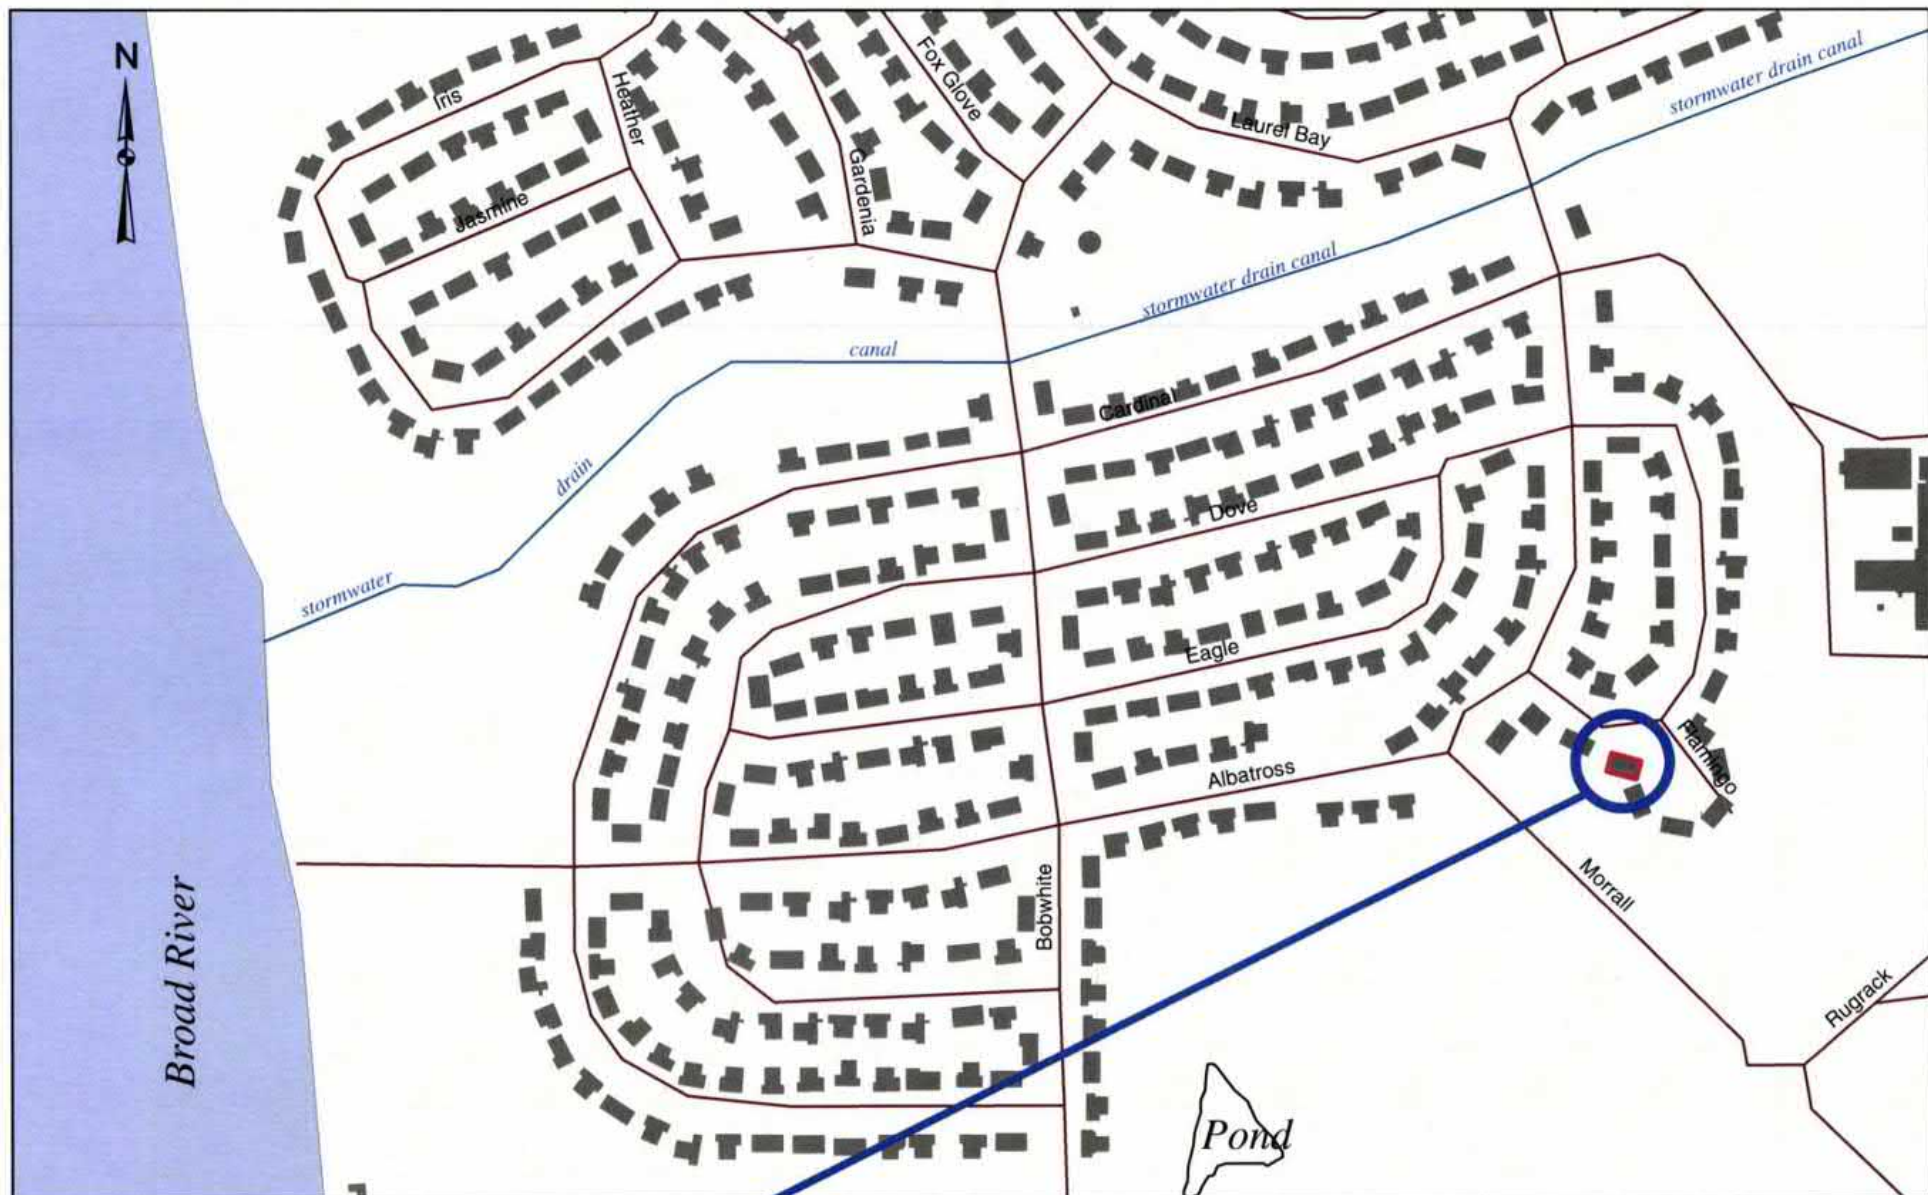 N
Iris
Heather
Fox Glove
Laurel Bay
stormwater drain canal
Jasmine
Gardenia
stormwater drain canal
canal
Cardinal
drain
Dove
stormwater
Eagle
Albatross
Flamingo
Morrall
Bobwhite
Broad River
Rugrack
Pond